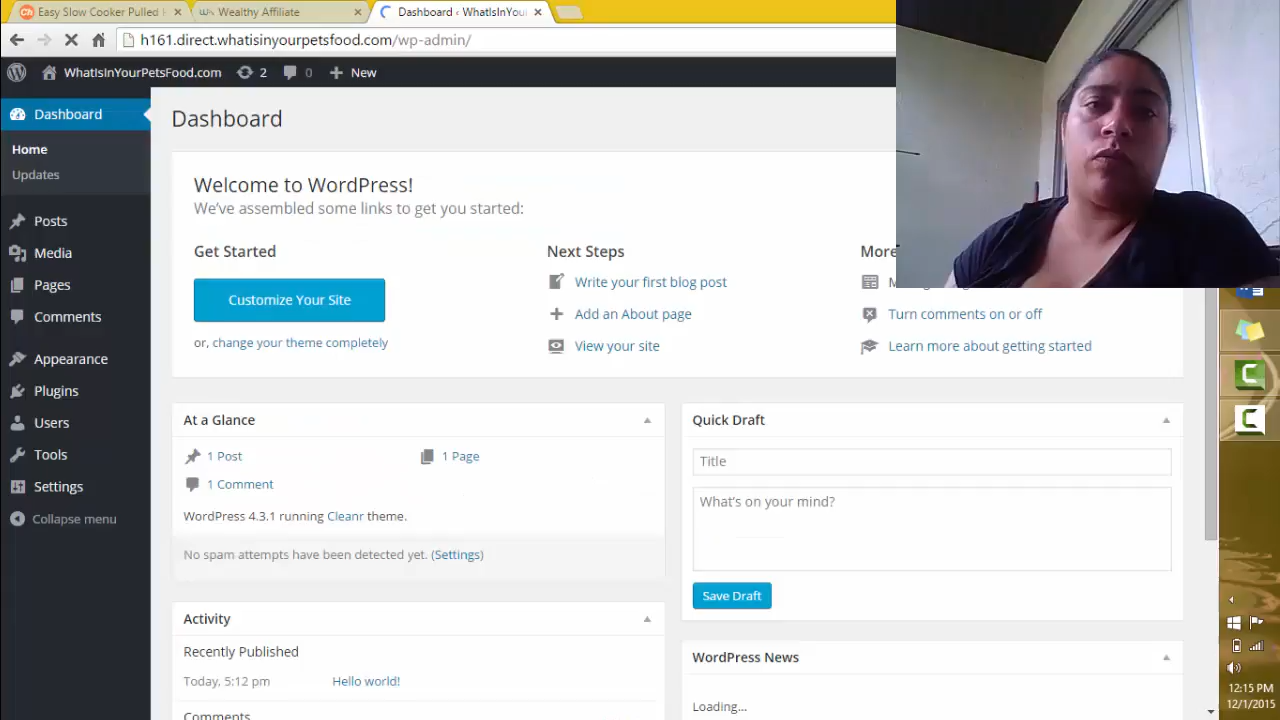 Easy Slow Cooker Pulled
Wealthy Affiliate
Dashboard ‹ WhatIsInYour
h161.direct.whatisinyourpetsfood.com/wp-admin/
WhatIsInYourPetsFood.com 2 0 New
Dashboard
Home
Updates
Posts
Media
Pages
Comments
Appearance
Plugins
Users
Tools
Settings
Collapse menu
Dashboard
Welcome to WordPress!
We've assembled some links to get you started:
Get Started
Customize Your Site
or, change your theme completely
Next Steps
Write your first blog post
Add an About page
View your site
More
Turn comments on or off
Learn more about getting started
At a Glance
1 Post
1 Page
1 Comment
WordPress 4.3.1 running Cleanr theme.
No spam attempts have been detected yet. (Settings)
Activity
Recently Published
Today, 5:12 pm Hello world!
Comments
Quick Draft
Title
What's on your mind?
Save Draft
WordPress News
Loading...
12:15 PM
12/1/2015